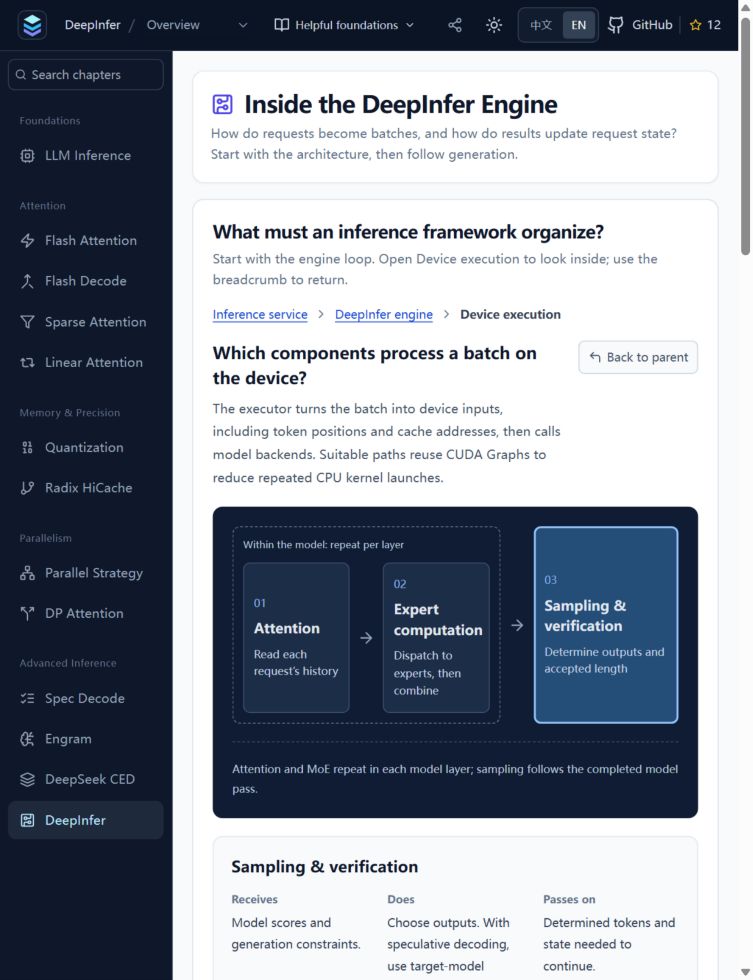 DeepInfer / Overview Helpful foundations 中文 EN GitHub 12
Search chapters
Foundations
LLM Inference
Attention
Flash Attention
Flash Decode
Sparse Attention
Linear Attention
Memory & Precision
Quantization
Radix HiCache
Parallelism
Parallel Strategy
DP Attention
Advanced Inference
Spec Decode
Engram
DeepSeek CED
DeepInfer
Inside the DeepInfer Engine
How do requests become batches, and how do results update request state?
Start with the architecture, then follow generation.
What must an inference framework organize?
Start with the engine loop. Open Device execution to look inside; use the
breadcrumb to return.
Inference service > DeepInfer engine > Device execution
Which components process a batch on
the device?
Back to parent
The executor turns the batch into device inputs,
including token positions and cache addresses, then calls
model backends. Suitable paths reuse CUDA Graphs to
reduce repeated CPU kernel launches.
Within the model: repeat per layer
01
Attention
Read each
request's history
02
Expert
computation
Dispatch to
experts, then
combine
03
Sampling &
verification
Determine outputs and
accepted length
Attention and MoE repeat in each model layer; sampling follows the completed model
pass.
Sampling & verification
Receives
Model scores and
generation constraints.
Does
Choose outputs. With
speculative decoding,
use target-model
Passes on
Determined tokens and
state needed to
continue.